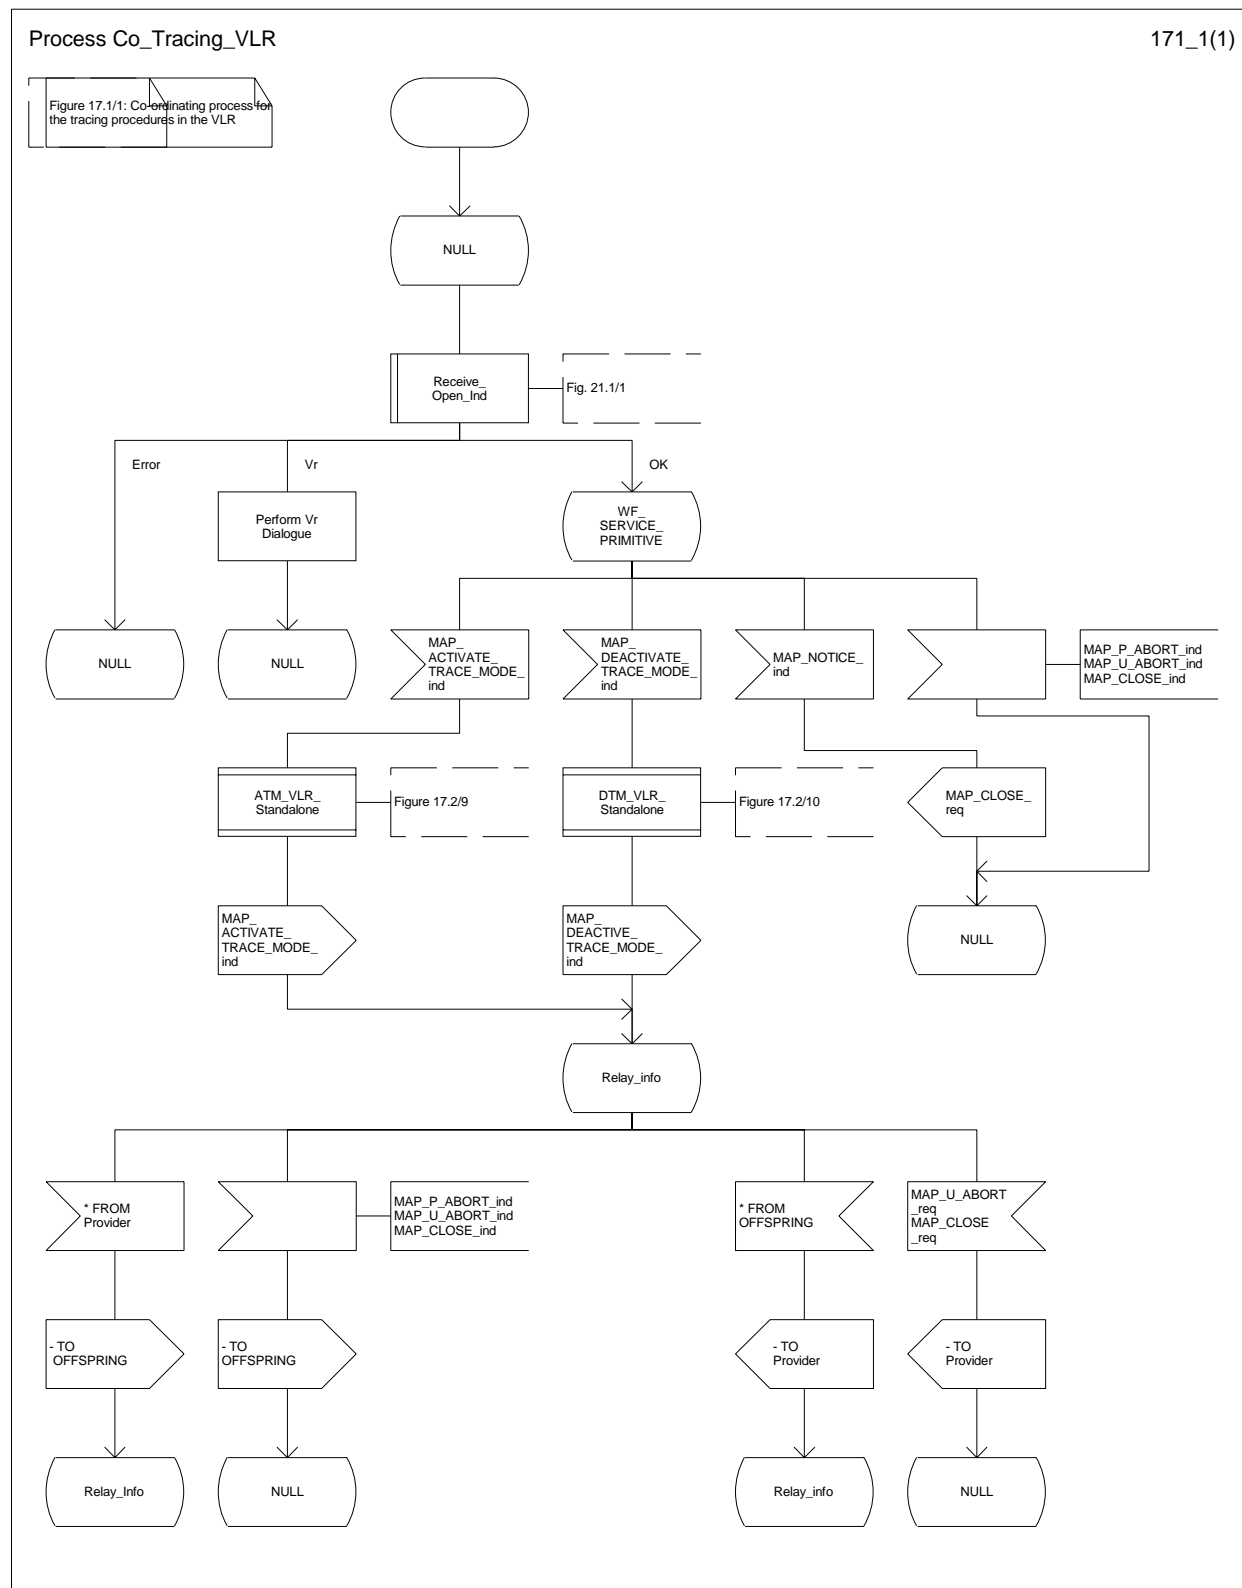 Process Co_Tracing_VLR
171_1(1)
Figure 17.1/1: Co-ordinating process for
the tracing procedures in the VLR
NULL
Receive_
Open_Ind
Fig. 21.1/1
Error
Vr
OK
Perform Vr
Dialogue
WF_
SERVICE_
PRIMITIVE
NULL
NULL
MAP_
ACTIVATE_
TRACE_MODE_
ind
MAP_
DEACTIVATE_
TRACE_MODE_
ind
MAP_NOTICE_
ind
MAP_P_ABORT_ind
MAP_U_ABORT_ind
MAP_CLOSE_ind
ATM_VLR_
Standalone
Figure 17.2/9
DTM_VLR_
Standalone
Figure 17.2/10
MAP_CLOSE_
req
MAP_
ACTIVATE_
TRACE_MODE_
ind
MAP_
DEACTIVE_
TRACE_MODE_
ind
NULL
Relay_info
* FROM
Provider
MAP_P_ABORT_ind
MAP_U_ABORT_ind
MAP_CLOSE_ind
* FROM
OFFSPRING
MAP_U_ABORT
_req
MAP_CLOSE
_req
- TO
OFFSPRING
- TO
OFFSPRING
- TO
Provider
- TO
Provider
Relay_Info
NULL
Relay_info
NULL